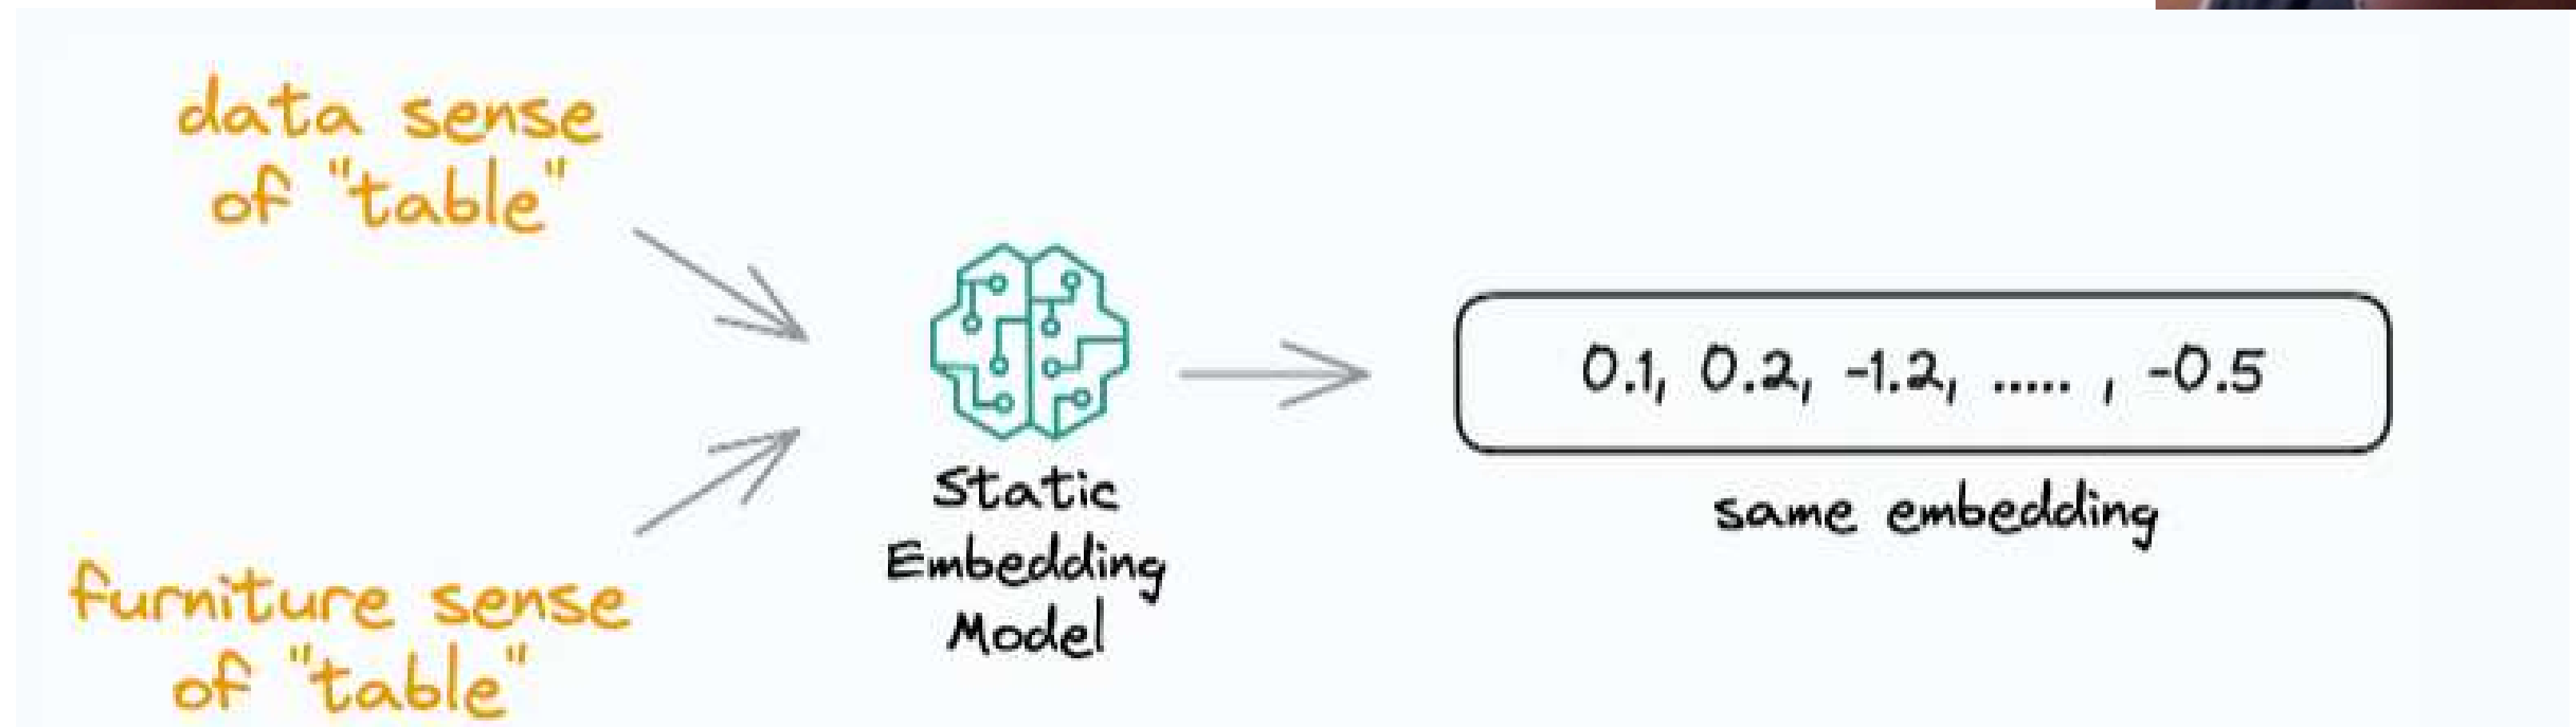 data sense
of "table"
furniture sense
of "table"
Static
Embedding
Model
0.1, 0.2, -1.2, ..... , -0.5
same embedding